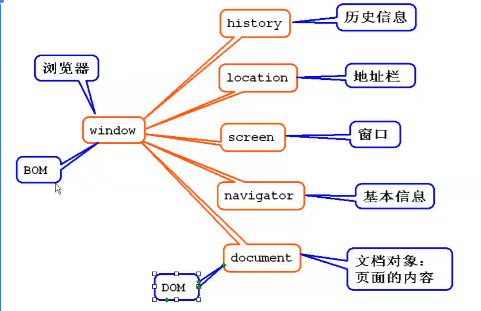 history
历史信息
浏览器
location
地址栏
window
screen
窗口
BOM
navigator
基本信息
document
文档对象：
页面的内容
DOM